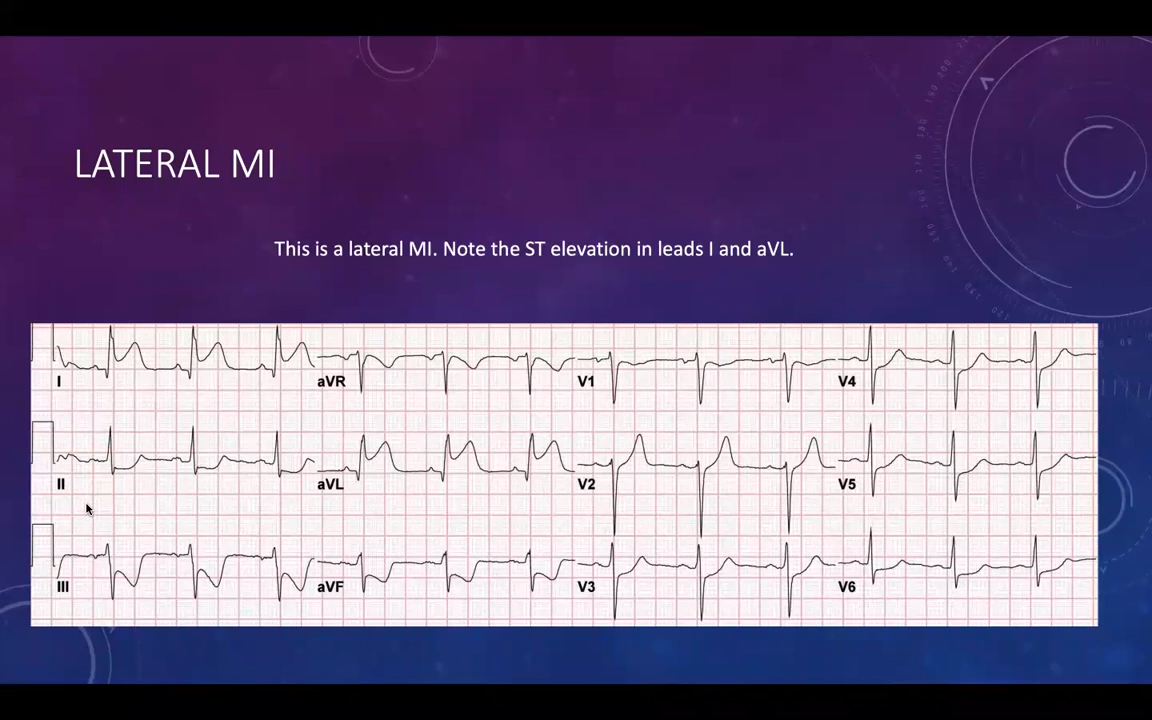 LATERAL MI
This is a lateral MI. Note the ST elevation in leads I and aVL.
I aVR V1 V4
II aVL V2 V5
III aVF V3 V6